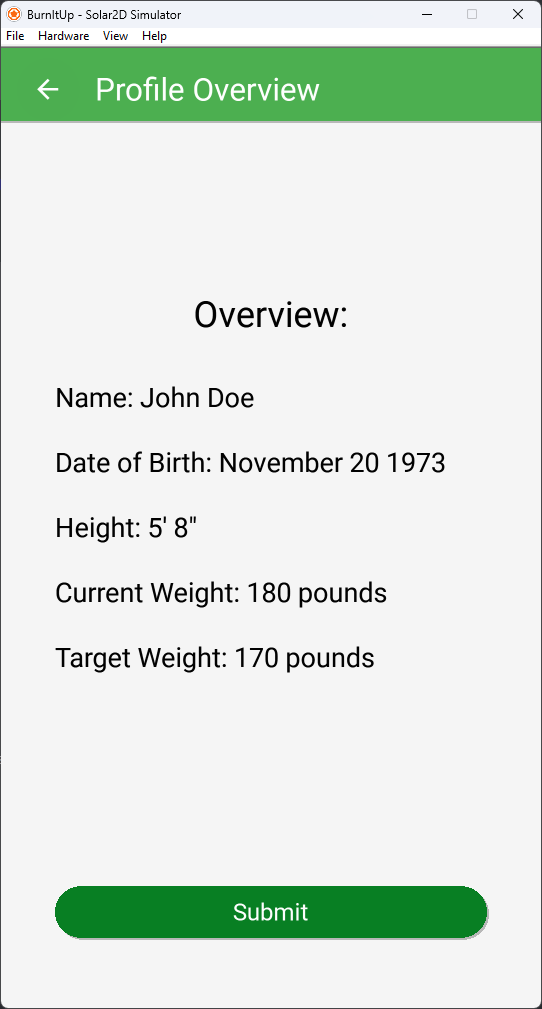 BurnItUp - Solar2D Simulator
File Hardware View Help
Profile Overview
Overview:
Name: John Doe
Date of Birth: November 20 1973
Height: 5' 8"
Current Weight: 180 pounds
Target Weight: 170 pounds
Submit